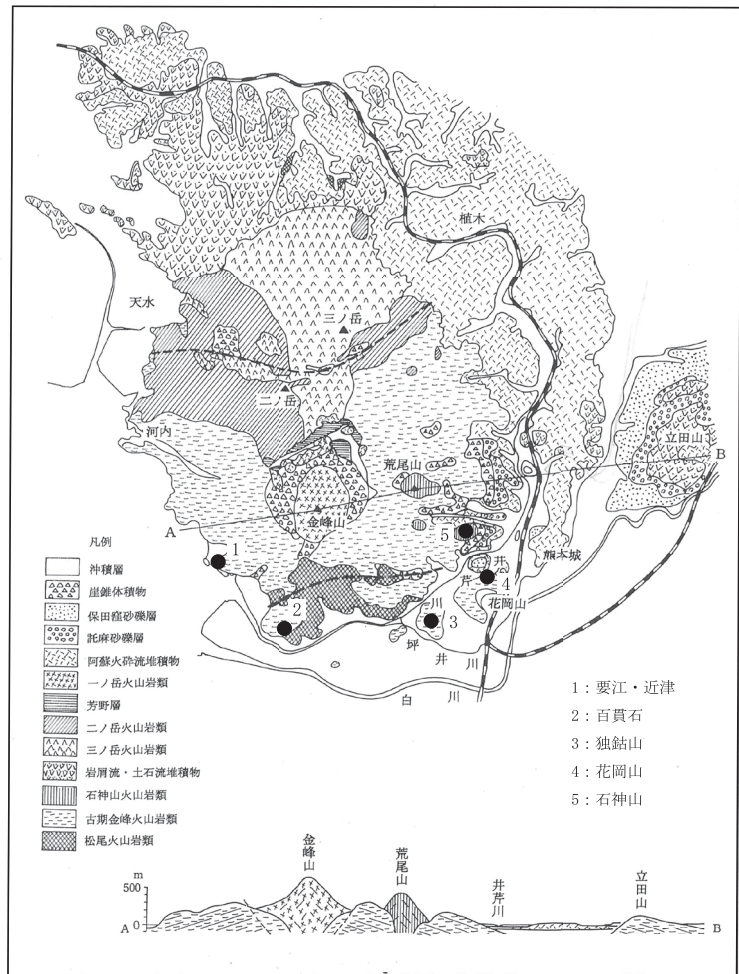 植木
天水
三ノ岳
二ノ岳
河内
荒尾山
立田山
B
金峰山
A
1
5
熊本城
井
芹
川
4
花岡山
2
3
坪井川
白川
凡例
沖積層
崖錐体積物
保田窪砂礫層
託麻砂礫層
阿蘇火砕流堆積物
一ノ岳火山岩類
芳野層
二ノ岳火山岩類
三ノ岳火山岩類
岩屑流・土石流堆積物
石神山火山岩類
古期金峰火山岩類
松尾火山岩類
1：要江・近津
2：百貫石
3：独鈷山
4：花岡山
5：石神山
金峰山
荒尾山
井芹川
立田山
m
500
0
A
B